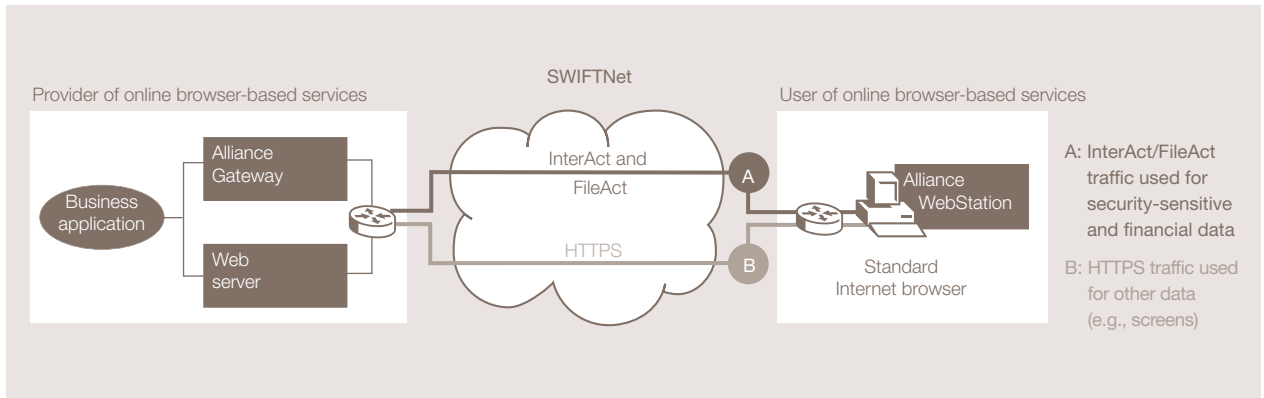 SWIFTNet
Provider of online browser-based services
Alliance
Gateway
Business
application
Web
server
InterAct and
FileAct
HTTPS
A
B
User of online browser-based services
Alliance
WebStation
Standard
Internet browser
A: InterAct/FileAct
traffic used for
security-sensitive
and financial data
B: HTTPS traffic used
for other data
(e.g., screens)